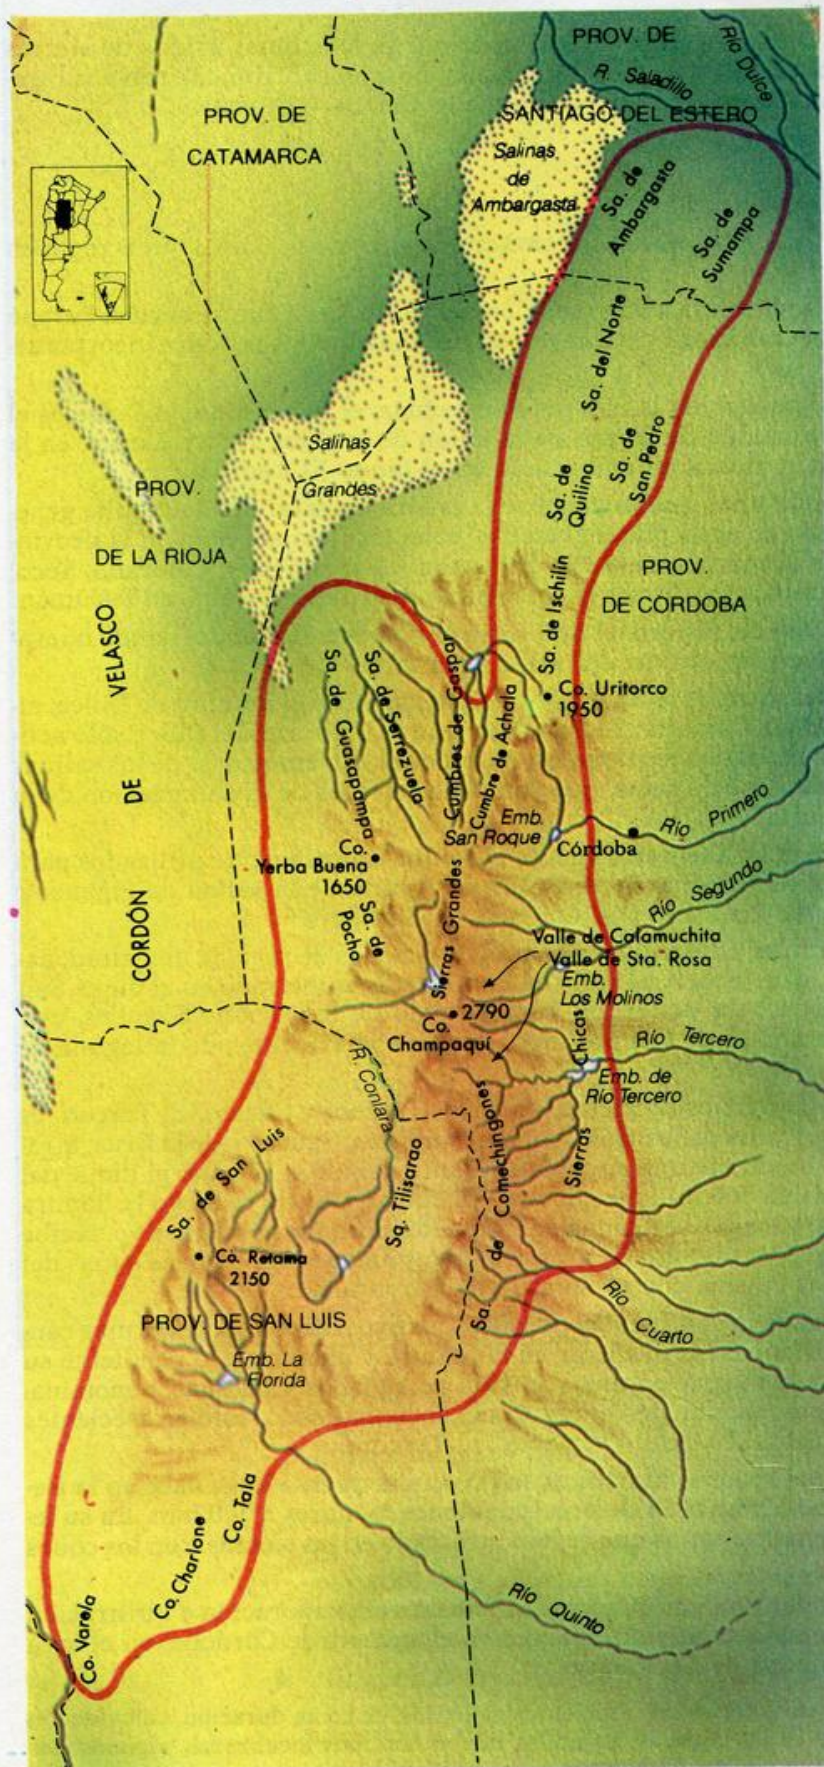 PROV. DE
SANTIAGO DEL ESTERO
R. Saladillo
Río Dulce
PROV. DE
CATAMARCA
Salinas
de
Ambargasta
Sa. de
Ambargasta
Sa. de
Sumampa
Sa. del Norte
Sa. de
San Pedro
Sa. de
Quilino
Salinas
Grandes
PROV.
DE LA RIOJA
PROV.
DE CÓRDOBA
Sa. de Ischilín
CORDÓN DE VELASCO
Sa. de Guasapampa
Sa. de Serrezuela
Cumbres de Gaspar
Cumbre de Achala
Co. Uritorco
1950
Emb.
San Roque
Córdoba
Río Primero
Co.
Yerba Buena
1650
Río Segundo
Sa. de
Pocho
Sierras Grandes
Valle de Calamuchita
Valle de Sta. Rosa
Emb.
Los Molinos
2790
Co.
Champaquí
Sierras Chicas
Río Tercero
Emb. de
Río Tercero
R. Conlara
Sa. de Comechingones
Sa. de San Luis
Sa. Tilisarao
Co. Retama
2150
PROV. DE SAN LUIS
Río Cuarto
Emb. La
Florida
Co. Tala
Co. Charlone
Co. Varela
Río Quinto